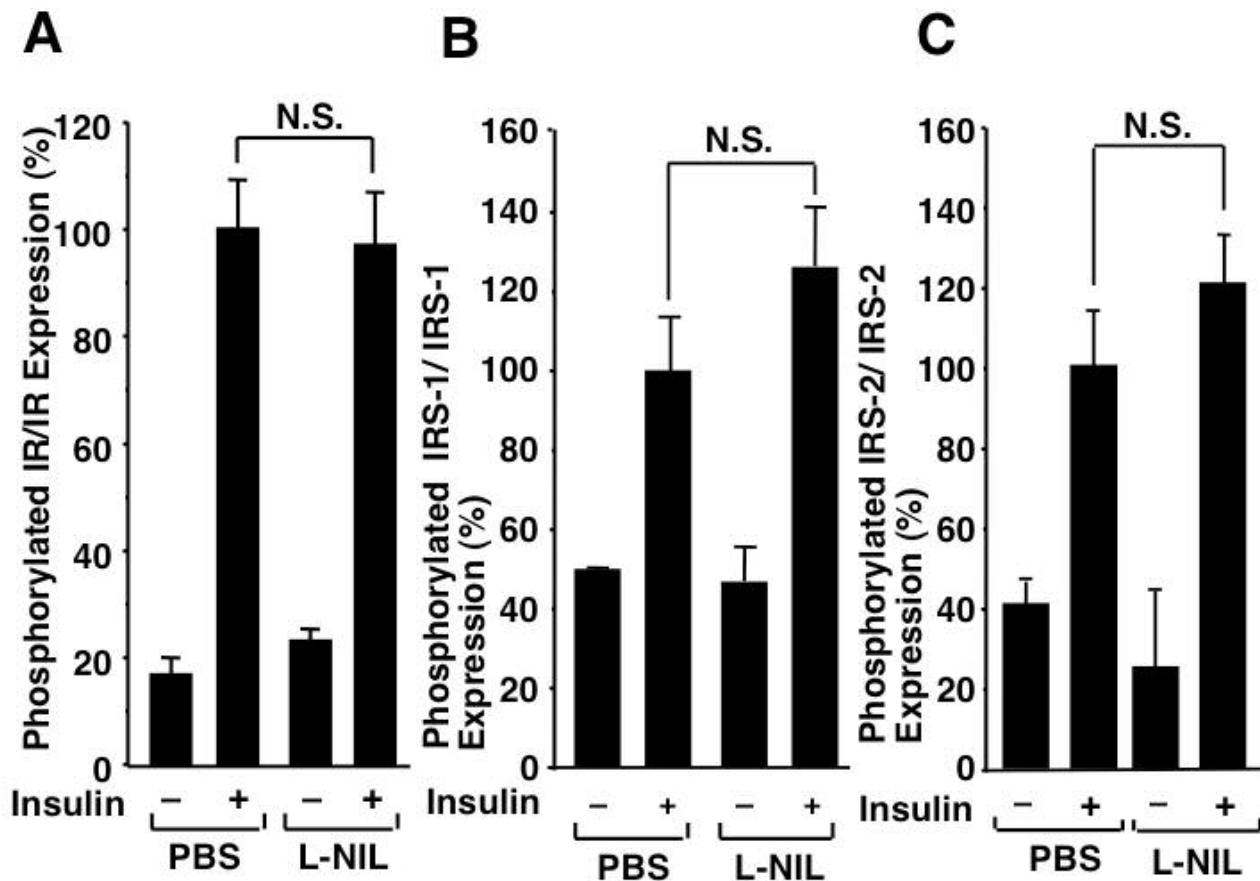 A
Phosphorylated IR/IR Expression (%)
120
100
80
60
40
20
0
N.S.
Insulin − + − +
PBS L-NIL
B
Phosphorylated IRS-1/ IRS-1
Expression (%)
160
140
120
100
80
60
40
20
0
N.S.
Insulin − + − +
PBS L-NIL
C
Phosphorylated IRS-2/ IRS-2
Expression (%)
160
140
120
100
80
60
40
20
0
N.S.
Insulin − + − +
PBS L-NIL